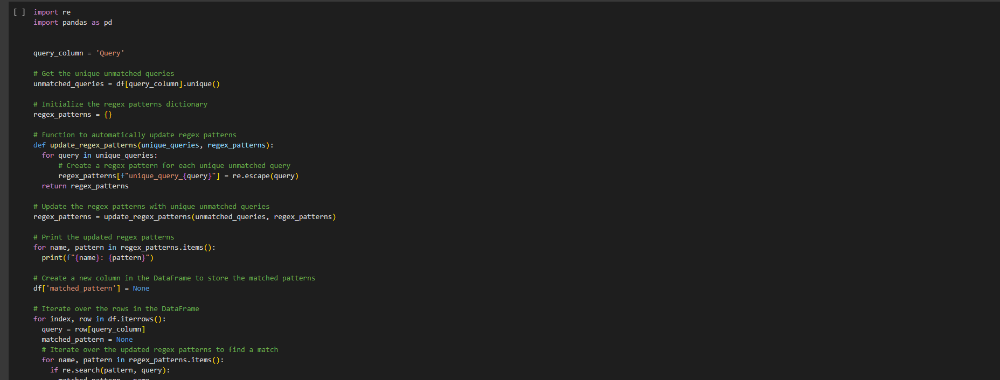 [ ] import re
import pandas as pd
query_column = 'Query'
# Get the unique unmatched queries
unmatched_queries = df[query_column].unique()
# Initialize the regex patterns dictionary
regex_patterns = {}
# Function to automatically update regex patterns
def update_regex_patterns(unique_queries, regex_patterns):
for query in unique_queries:
# Create a regex pattern for each unique unmatched query
regex_patterns[f"unique_query_{query}"] = re.escape(query)
return regex_patterns
# Update the regex patterns with unique unmatched queries
regex_patterns = update_regex_patterns(unmatched_queries, regex_patterns)
# Print the updated regex patterns
for name, pattern in regex_patterns.items():
print(f"{name}: {pattern}")
# Create a new column in the DataFrame to store the matched patterns
df['matched_pattern'] = None
# Iterate over the rows in the DataFrame
for index, row in df.iterrows():
query = row[query_column]
matched_pattern = None
# Iterate over the updated regex patterns to find a match
for name, pattern in regex_patterns.items():
if re.search(pattern, query):
matched_pattern = name